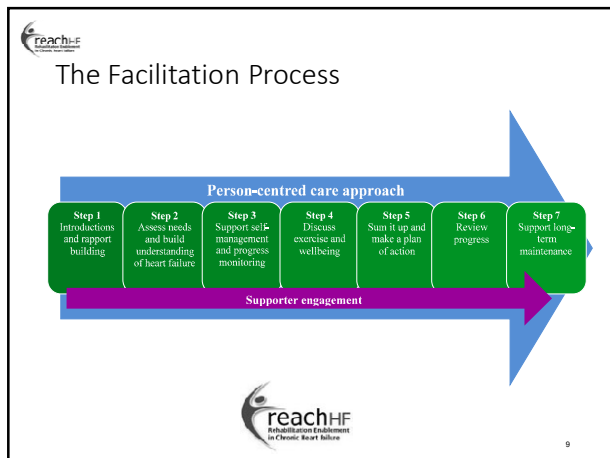 reachHF
Rehabilitation Enablement
in Chronic Heart failure
The Facilitation Process
Person-centred care approach
Step 1
Introductions
and rapport
building
Step 2
Assess needs
and build
understanding
of heart failure
Step 3
Support self-
management
and progress
monitoring
Step 4
Discuss
exercise and
wellbeing
Step 5
Sum it up and
make a plan
of action
Step 6
Review
progress
Step 7
Support long-
term
maintenance
Supporter engagement
reachHF
Rehabilitation Enablement
in Chronic Heart failure
9